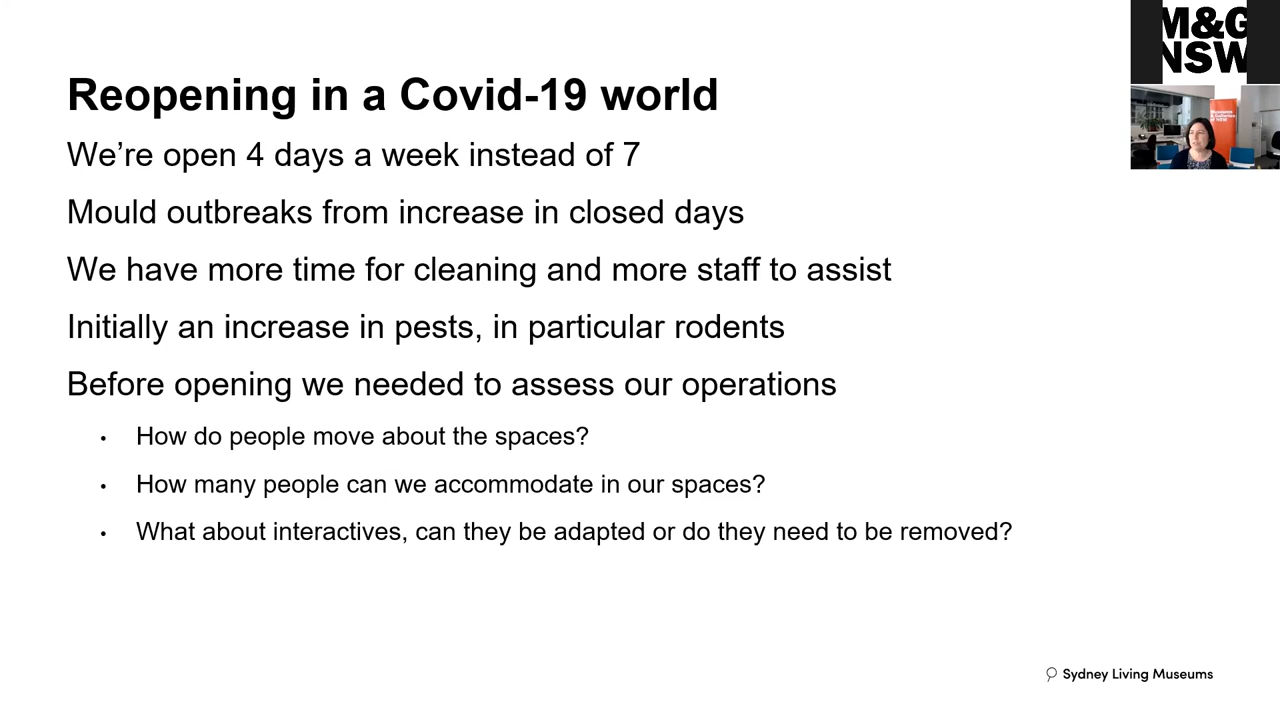 M&G
NSW
Reopening in a Covid-19 world
We’re open 4 days a week instead of 7
Mould outbreaks from increase in closed days
We have more time for cleaning and more staff to assist
Initially an increase in pests, in particular rodents
Before opening we needed to assess our operations
• How do people move about the spaces?
• How many people can we accommodate in our spaces?
• What about interactives, can they be adapted or do they need to be removed?
Sydney Living Museums